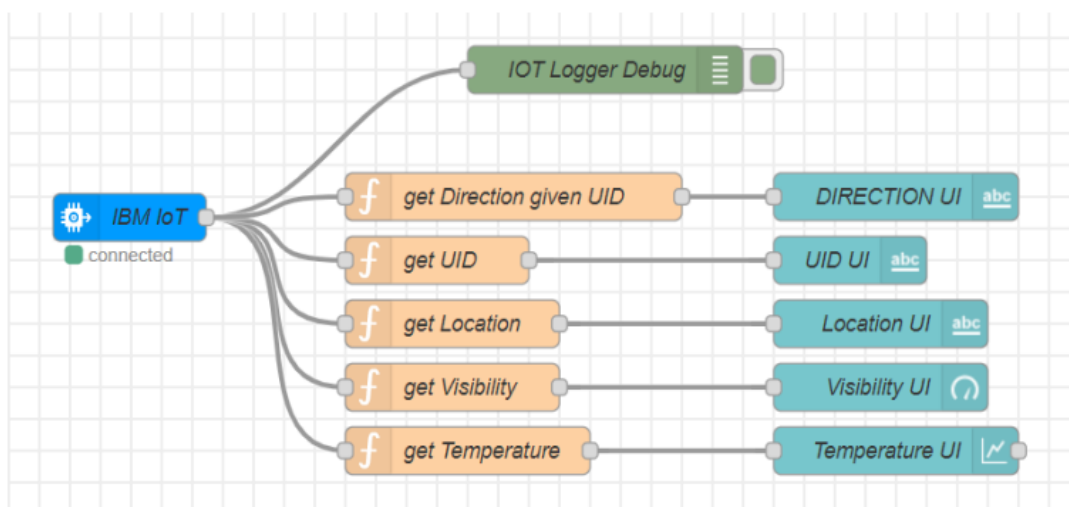 IOT Logger Debug
IBM IoT
connected
get Direction given UID
DIRECTION UI
abc
get UID
UID UI
abc
get Location
Location UI
abc
get Visibility
Visibility UI
get Temperature
Temperature UI